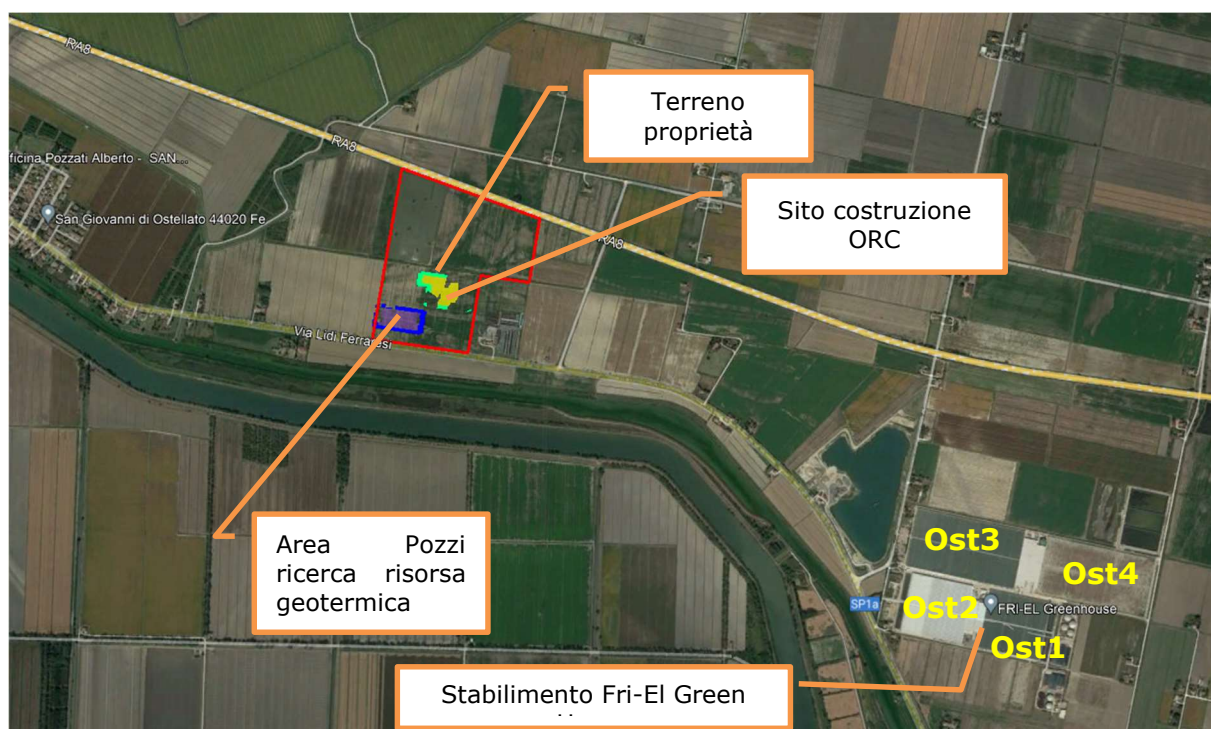 RA8
Terreno
proprietà
ficina Pozzati Alberto - SAN...
RA8
San Giovanni di Ostellato 44020 Fe
Sito costruzione
ORC
RA8
Via Lidi Ferraresi
Area Pozzi
ricerca risorsa
geotermica
Ost3
Ost4
SP1a
Ost2
FRI-EL Greenhouse
Ost1
Stabilimento Fri-El Green